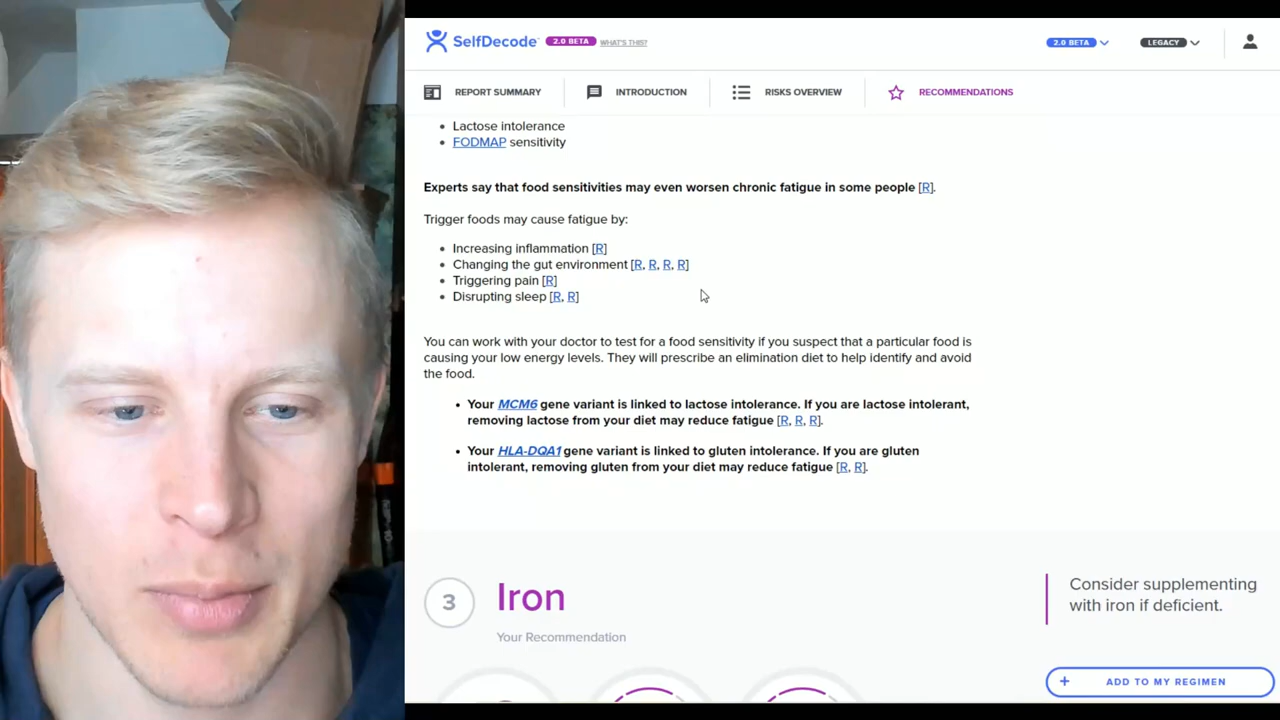 SelfDecode 2.0 BETA WHAT'S THIS? 2.0 BETA LEGACY
REPORT SUMMARY INTRODUCTION RISKS OVERVIEW RECOMMENDATIONS
• Lactose intolerance
• FODMAP sensitivity
Experts say that food sensitivities may even worsen chronic fatigue in some people [R].
Trigger foods may cause fatigue by:
• Increasing inflammation [R]
• Changing the gut environment [R, R, R, R]
• Triggering pain [R]
• Disrupting sleep [R, R]
You can work with your doctor to test for a food sensitivity if you suspect that a particular food is
causing your low energy levels. They will prescribe an elimination diet to help identify and avoid
the food.
• Your MCM6 gene variant is linked to lactose intolerance. If you are lactose intolerant,
removing lactose from your diet may reduce fatigue [R, R, R].
• Your HLA-DQA1 gene variant is linked to gluten intolerance. If you are gluten
intolerant, removing gluten from your diet may reduce fatigue [R, R].
3 Iron
Your Recommendation
Consider supplementing
with iron if deficient.
+ ADD TO MY REGIMEN